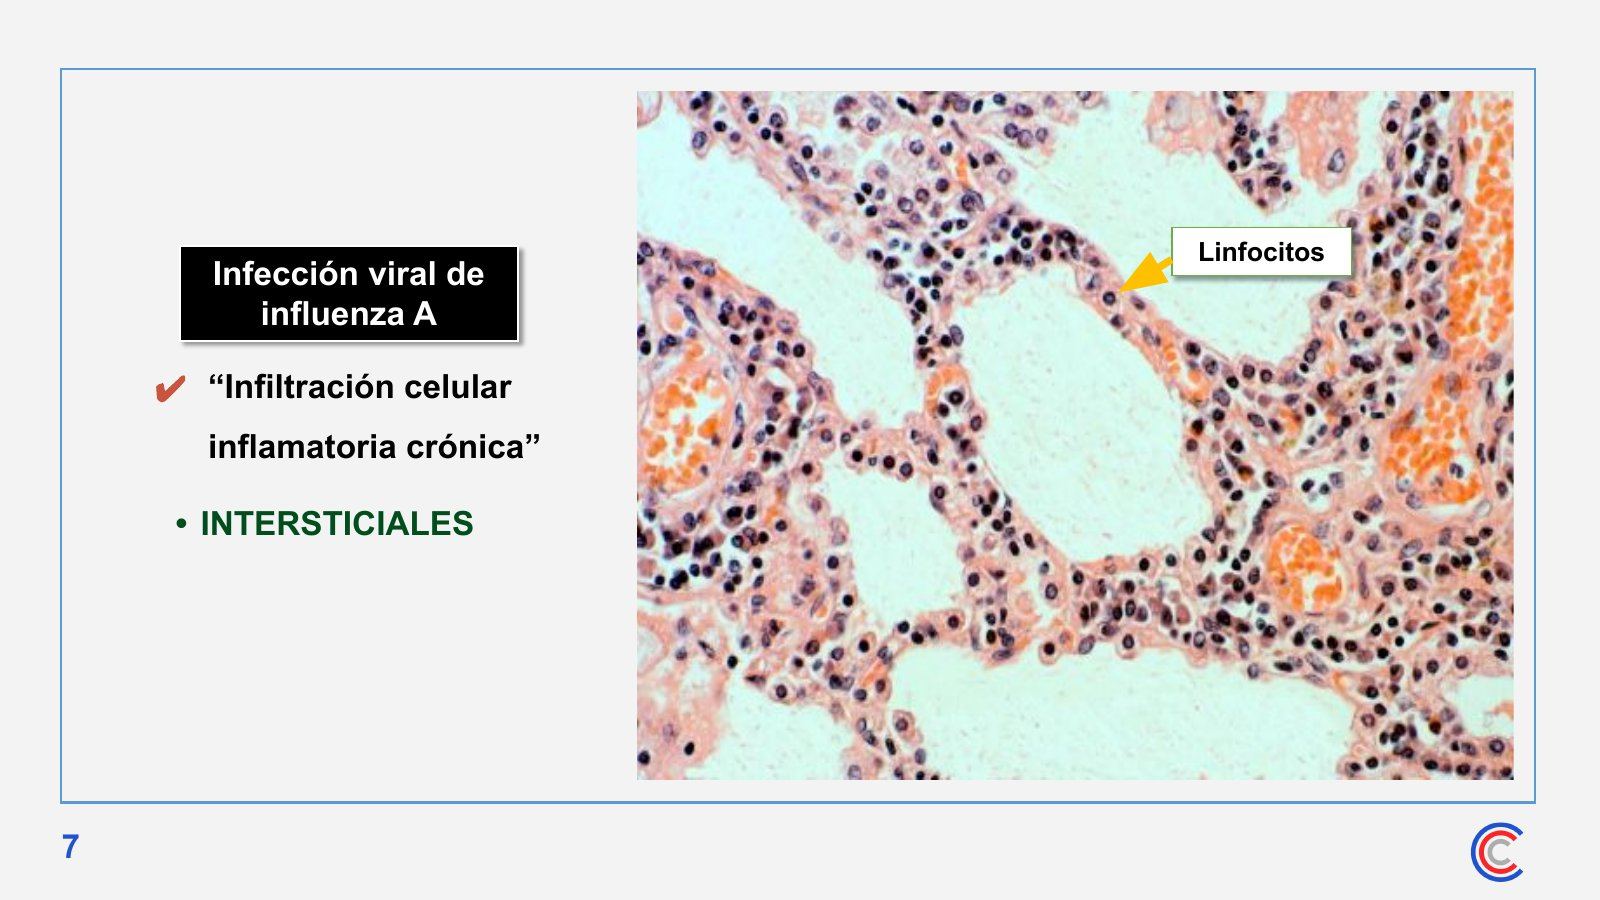 Infección viral de
influenza A
✔ “Infiltración celular
inflamatoria crónica”
• INTERSTICIALES
Linfocitos
7